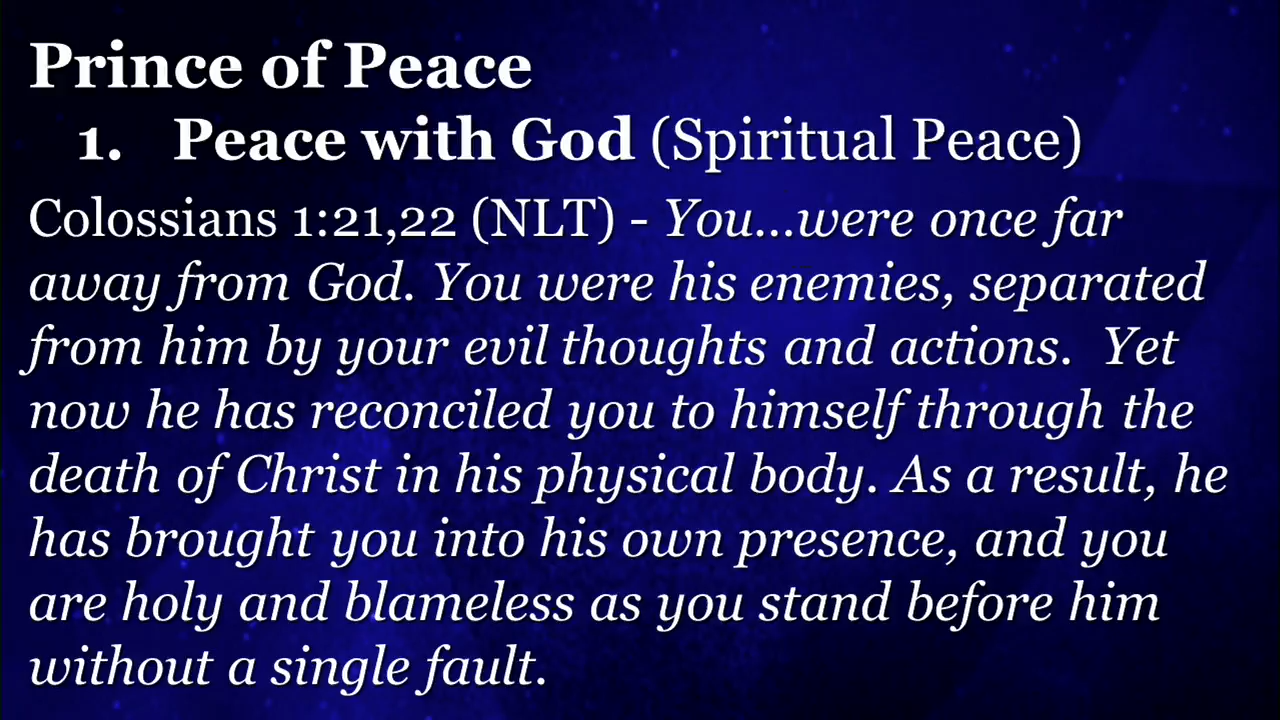 Prince of Peace
1. Peace with God (Spiritual Peace)
Colossians 1:21,22 (NLT) - You...were once far
away from God. You were his enemies, separated
from him by your evil thoughts and actions.  Yet
now he has reconciled you to himself through the
death of Christ in his physical body. As a result, he
has brought you into his own presence, and you
are holy and blameless as you stand before him
without a single fault.